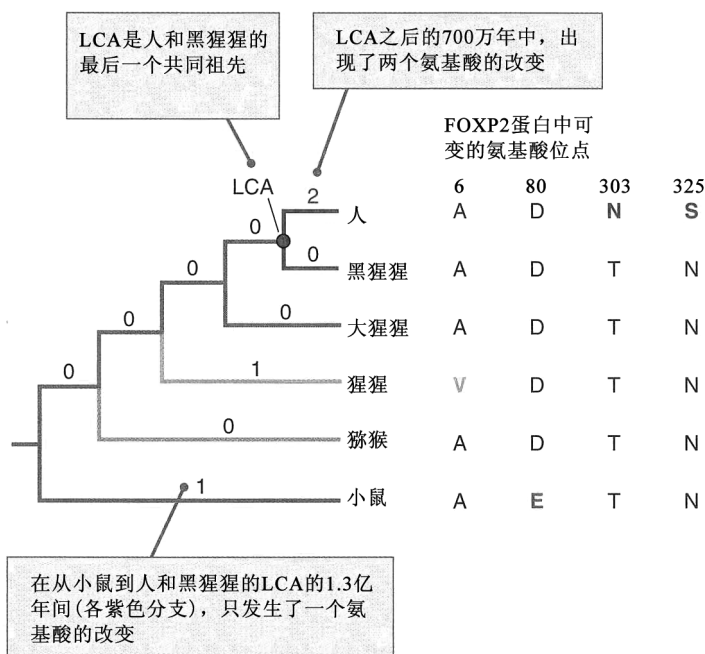 LCA是人和黑猩猩的
最后一个共同祖先
LCA之后的700万年中，出
现了两个氨基酸的改变
FOXP2蛋白中可
变的氨基酸位点
6 80 303 325
LCA
2
人 A D N S
0
0
黑猩猩 A D T N
0
0
大猩猩 A D T N
0
1
猩猩 V D T N
0
0
猕猴 A D T N
1
小鼠 A E T N
在从小鼠到人和黑猩猩的LCA的1.3亿
年间(各紫色分支)，只发生了一个氨
基酸的改变